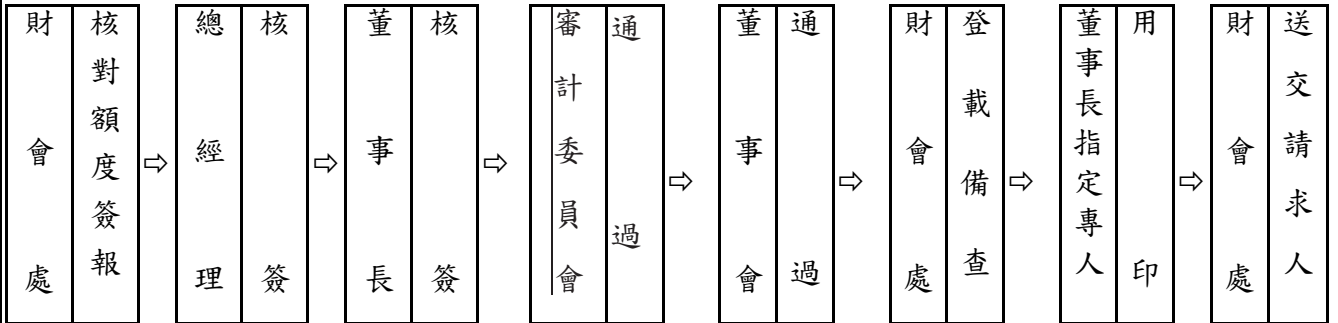 財會處
核對額度簽報
⇨
總經理
核簽
⇨
董事長
核簽
⇨
審計委員會
通過
⇨
董事會
通過
⇨
財會處
登載備查
⇨
董事長指定專人
用印
⇨
財會處
送交請求人